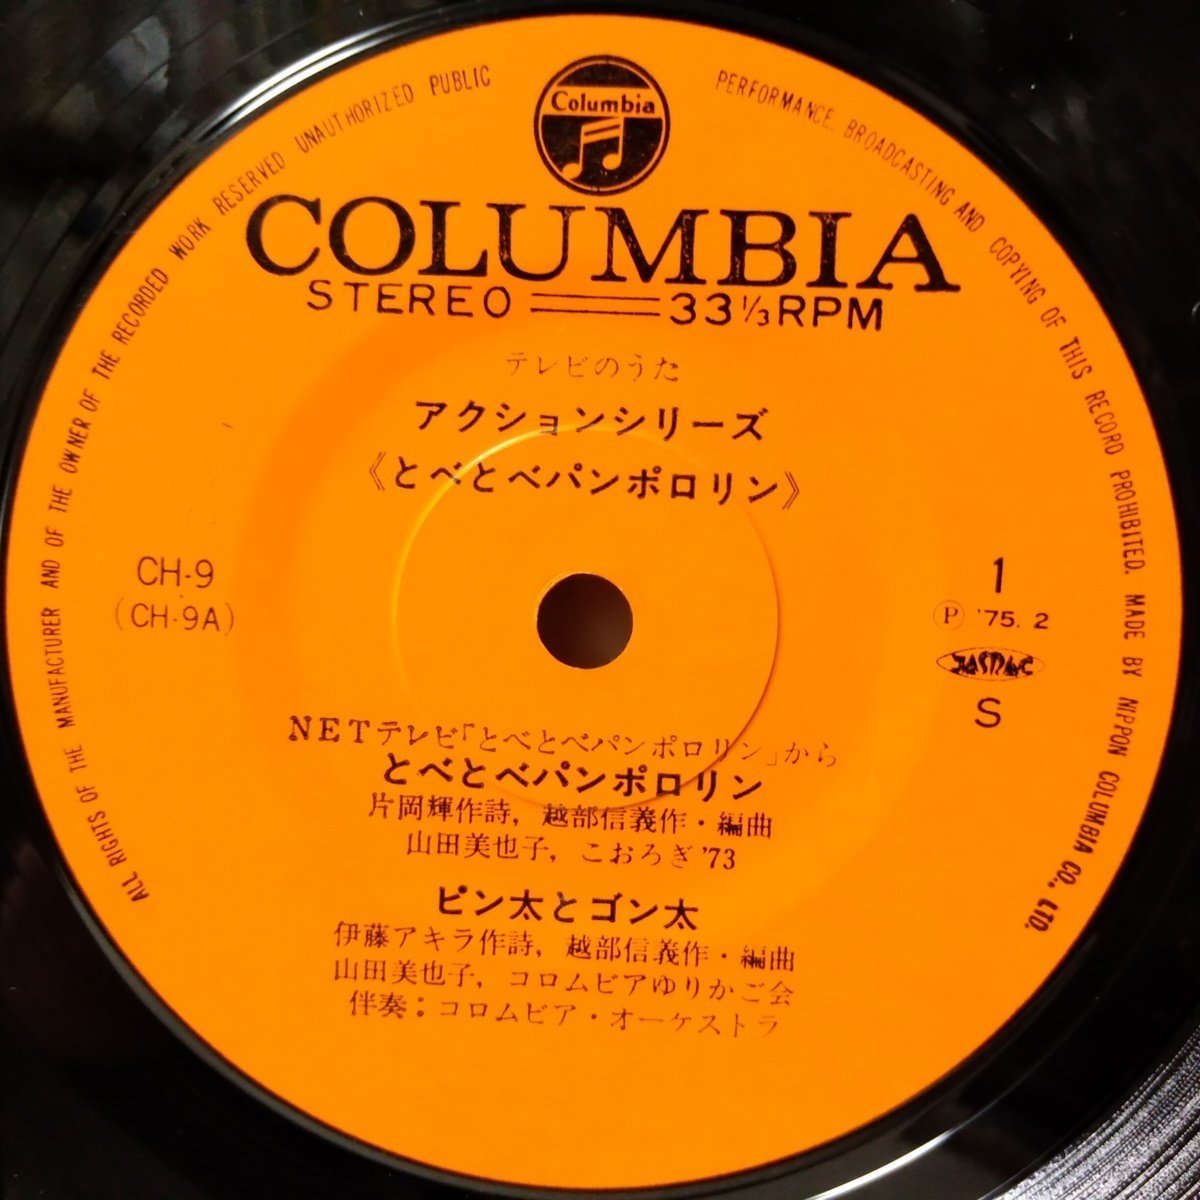 Columbia
COLUMBIA
STEREO 33 1/3 RPM
テレビのうた
アクションシリーズ
《とべとべパンポロリン》
CH-9
(CH-9A)
1
Ⓟ '75. 2
JASRAC
S
NETテレビ「とべとべパンポロリン」から
とべとべパンポロリン
片岡輝作詩, 越部信義作・編曲
山田美也子, こおろぎ'73
ピン太とゴン太
伊藤アキラ作詩, 越部信義作・編曲
山田美也子, コロムビアゆりかご会
伴奏：コロムビア・オーケストラ
ALL RIGHTS OF THE MANUFACTURER AND OF THE OWNER OF THE RECORDED WORK RESERVED UNAUTHORIZED PUBLIC PERFORMANCE, BROADCASTING AND COPYING OF THIS RECORD PROHIBITED. MADE BY NIPPON COLUMBIA CO., LTD.